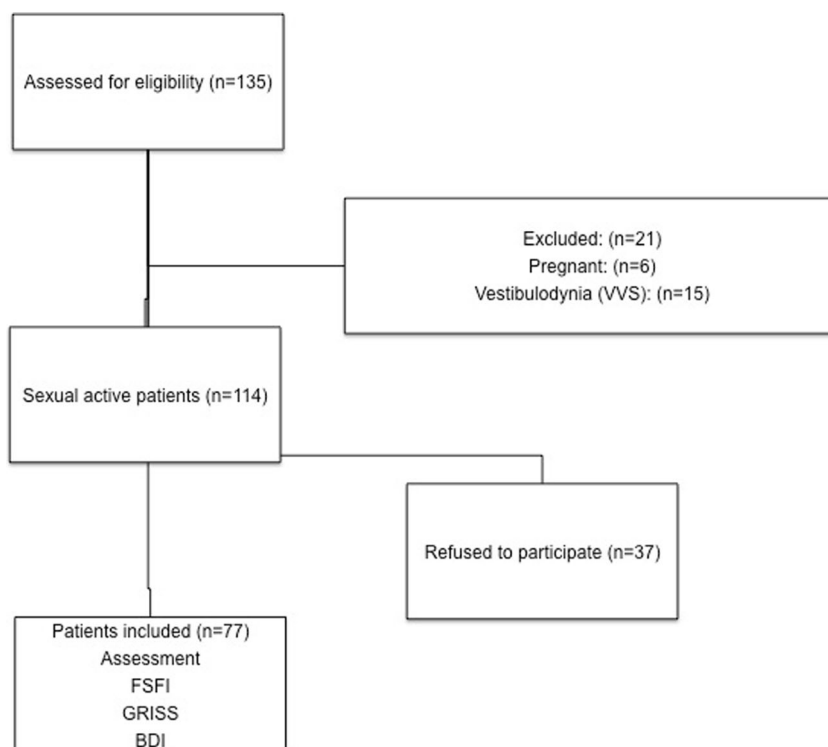 Assessed for eligibility (n=135)
Excluded: (n=21)
Pregnant: (n=6)
Vestibulodynia (VVS): (n=15)
Sexual active patients (n=114)
Refused to participate (n=37)
Patients included (n=77)
Assessment
FSFI
GRISS
BDI